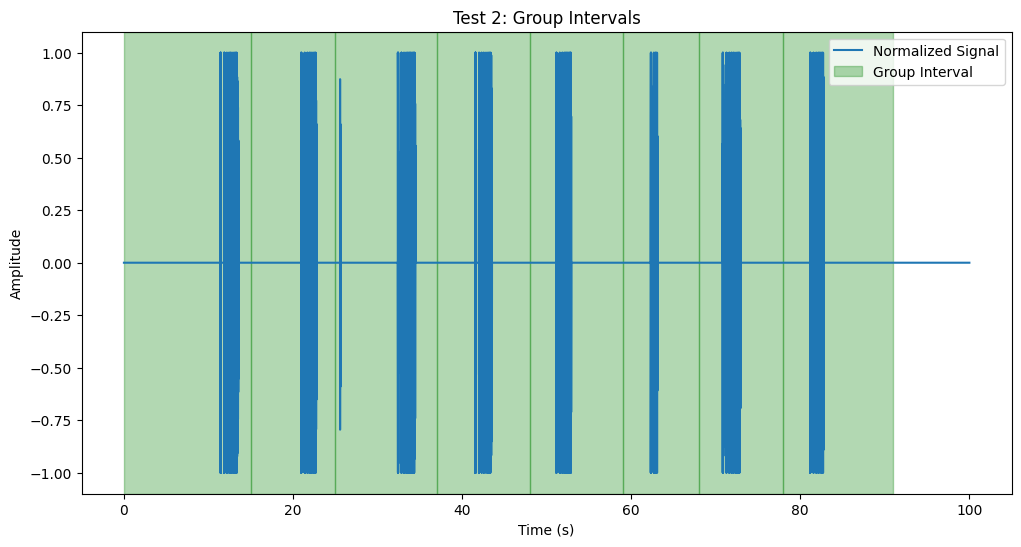 Test 2: Group Intervals
Normalized Signal
Group Interval
Amplitude
1.00
0.75
0.50
0.25
0.00
−0.25
−0.50
−0.75
−1.00
0 20 40 60 80 100
Time (s)